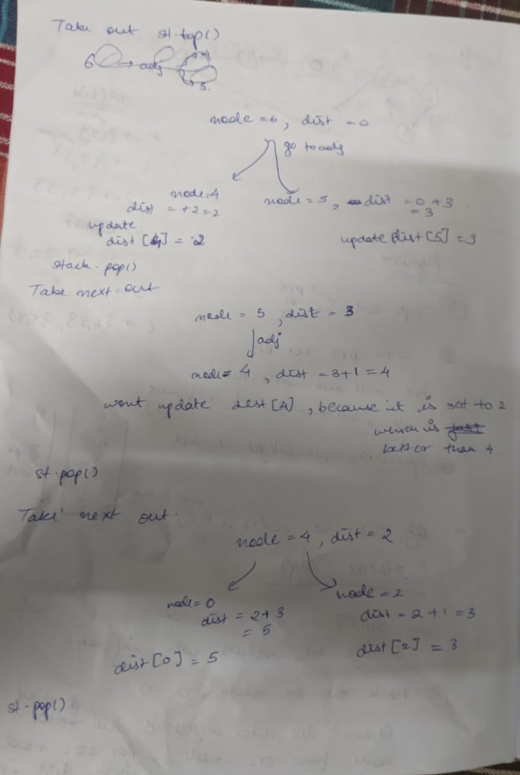 Take out st.top()
6 → adj
5.
node = 6, dist = 0
go to adj
node=4
dist = +2 = 2
update
dist[4] = 2
node = 5, dist = 0 + 3
= 3
update dist[5] = 3
stack.pop()
Take next out
node = 5, dist = 3
adj
node = 4, dist = 3+1 = 4
wont update dist[4], because it is set to 2
which is
better than 4
st.pop()
Take next out.
node = 4, dist = 2
node=0
dist = 2+3
= 5
dist[0] = 5
node = 2
dist = 2+1 = 3
dist[2] = 3
st.pop()